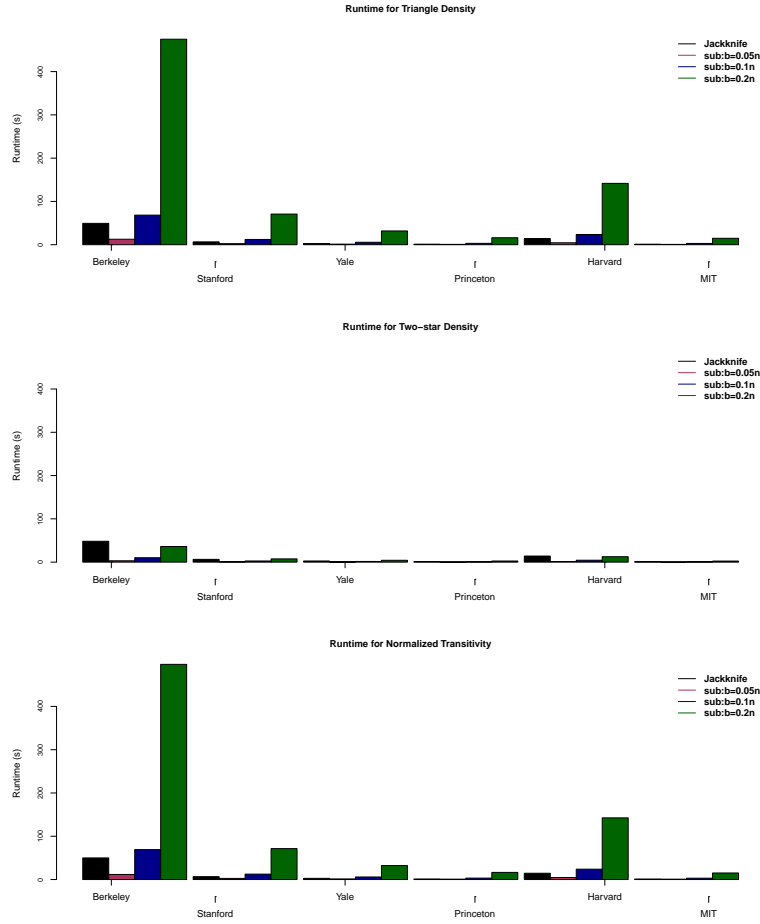 Runtime for Triangle Density
Runtime (s)
0
100
200
300
400
Jackknife
sub:b=0.05n
sub:b=0.1n
sub:b=0.2n
Berkeley
Stanford
Yale
Princeton
Harvard
MIT
Runtime for Two−star Density
Runtime (s)
0
100
200
300
400
Jackknife
sub:b=0.05n
sub:b=0.1n
sub:b=0.2n
Berkeley
Stanford
Yale
Princeton
Harvard
MIT
Runtime for Normalized Transitivity
Runtime (s)
0
100
200
300
400
Jackknife
sub:b=0.05n
sub:b=0.1n
sub:b=0.2n
Berkeley
Stanford
Yale
Princeton
Harvard
MIT